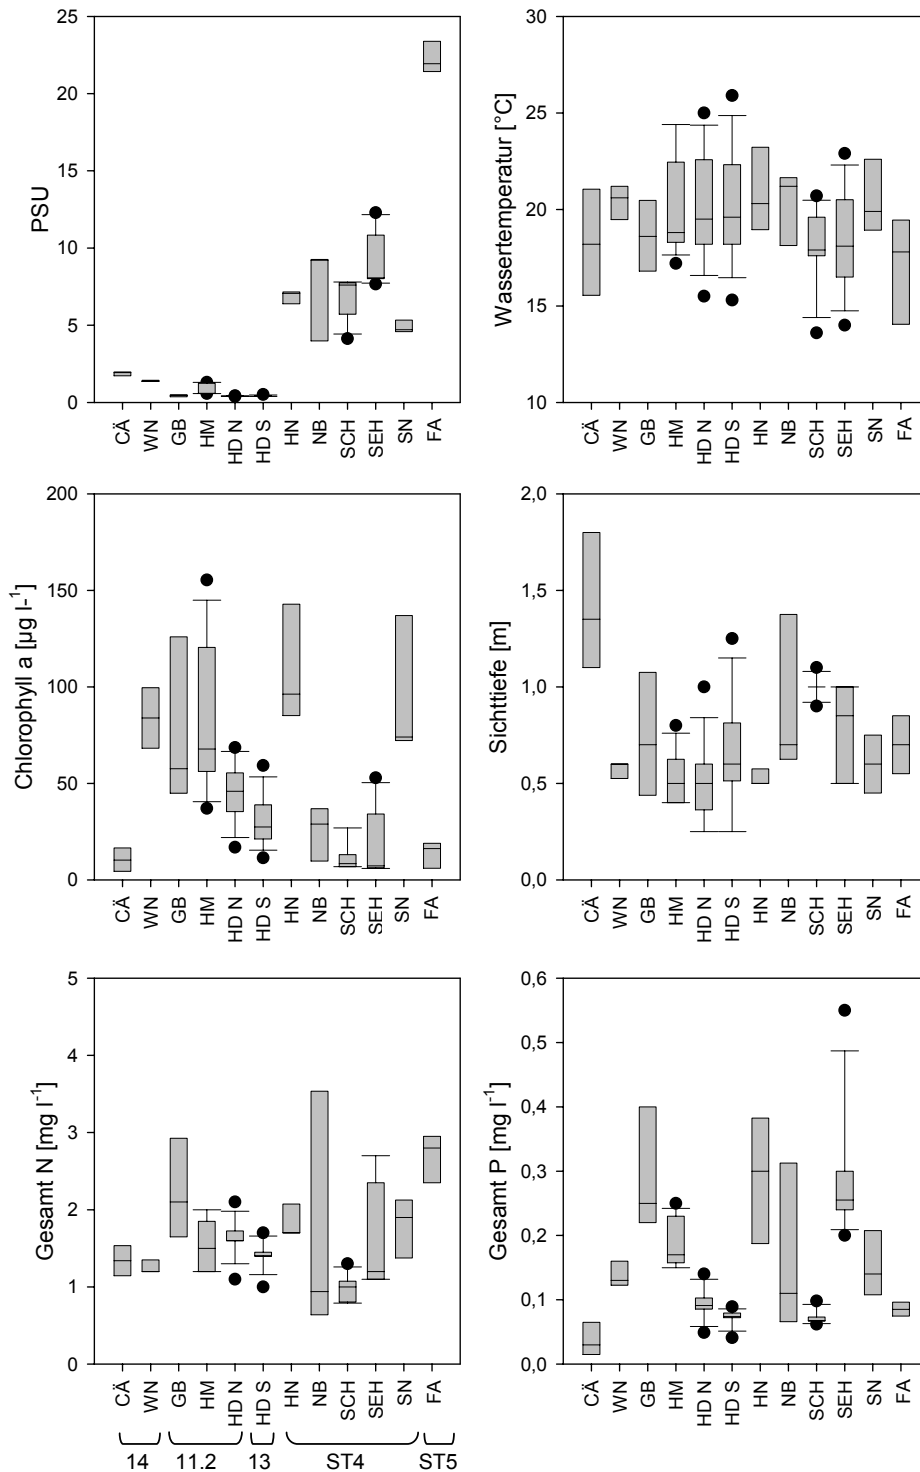 25
20
15
10
5
0
PSU
CÄ WN GB HM HD N HD S HN NB SCH SEH SN FA
30
25
20
15
10
Wassertemperatur [°C]
CÄ WN GB HM HD N HD S HN NB SCH SEH SN FA
200
150
100
50
0
Chlorophyll a [µg l-¹]
CÄ WN GB HM HD N HD S HN NB SCH SEH SN FA
2,0
1,5
1,0
0,5
0,0
Sichttiefe [m]
CÄ WN GB HM HD N HD S HN NB SCH SEH SN FA
5
4
3
2
1
0
Gesamt N [mg l⁻¹]
CÄ WN GB HM HD N HD S HN NB SCH SEH SN FA
14 11.2 13 ST4 ST5
0,6
0,5
0,4
0,3
0,2
0,1
0,0
Gesamt P [mg l⁻¹]
CÄ WN GB HM HD N HD S HN NB SCH SEH SN FA